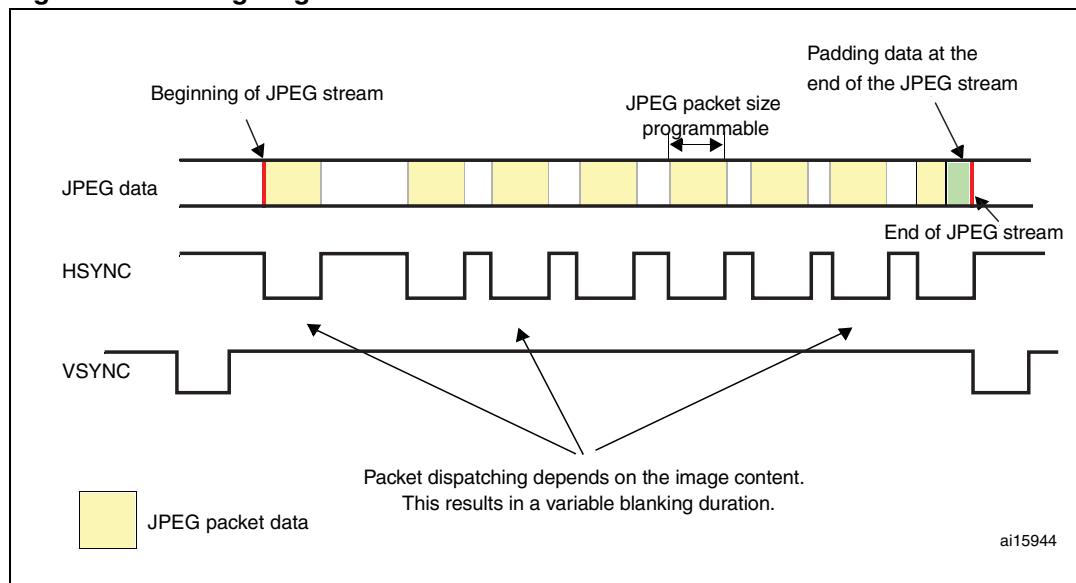 Padding data at the
end of the JPEG stream
Beginning of JPEG stream
JPEG packet size
programmable
JPEG data
End of JPEG stream
HSYNC
VSYNC
Packet dispatching depends on the image content.
This results in a variable blanking duration.
JPEG packet data
ai15944